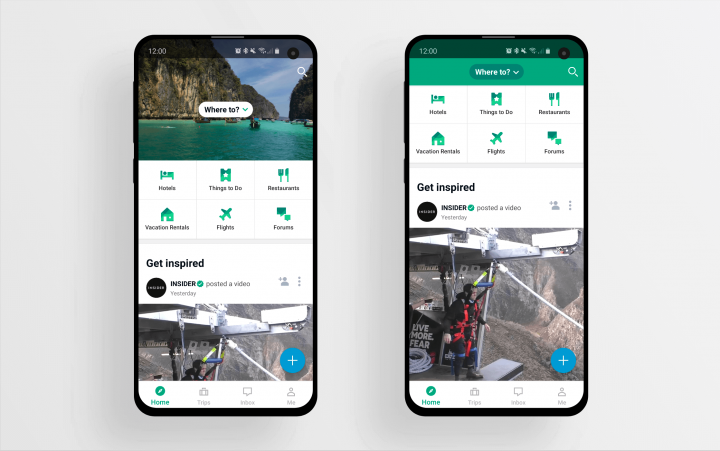 12:00
Where to?
Hotels
Things to Do
Restaurants
Vacation Rentals
Flights
Forums
Get inspired
INSIDER
INSIDER posted a video
Yesterday
Home
Trips
Inbox
Me
12:00
Where to?
Hotels
Things to Do
Restaurants
Vacation Rentals
Flights
Forums
Get inspired
INSIDER
INSIDER posted a video
Yesterday
LIVE
MORE.
FEAR
Home
Trips
Inbox
Me